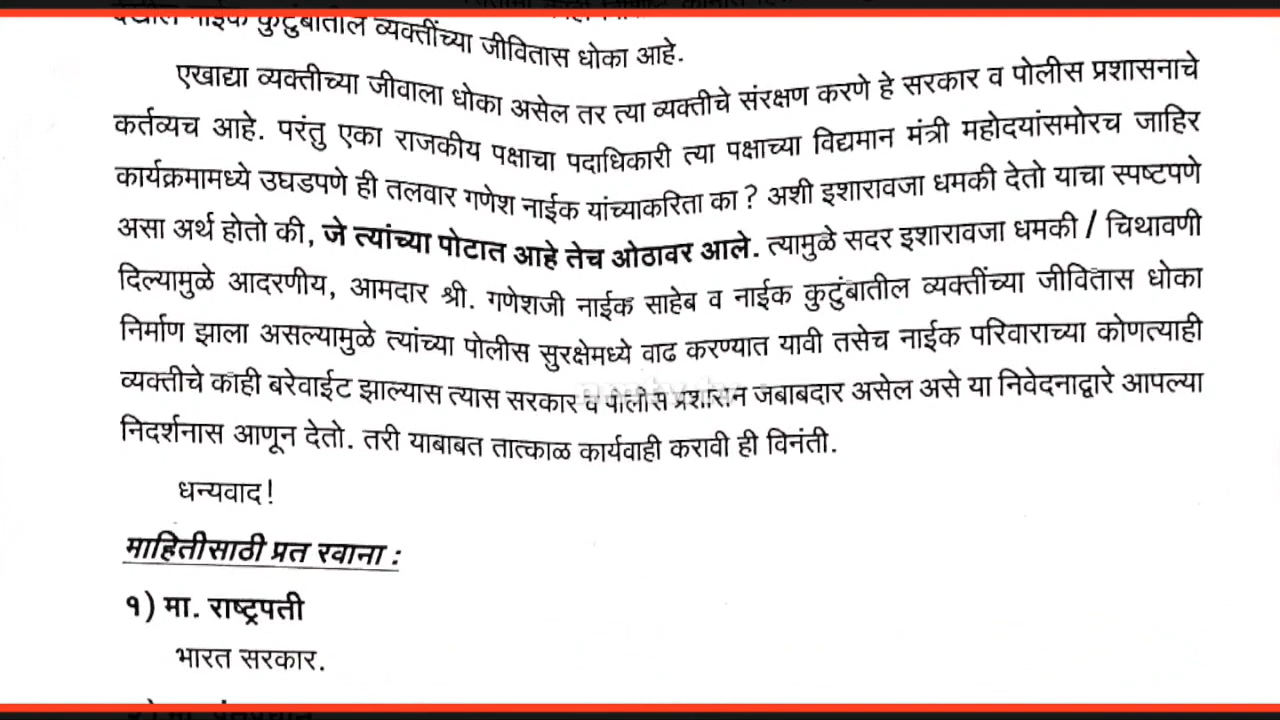 देखील नाईक कुटुंबातील व्यक्तींच्या जीवितास धोका आहे.
एखाद्या व्यक्तीच्या जीवाला धोका असेल तर त्या व्यक्तीचे संरक्षण करणे हे सरकार व पोलीस प्रशासनाचे
कर्तव्यच आहे. परंतु एका राजकीय पक्षाचा पदाधिकारी त्या पक्षाच्या विद्यमान मंत्री महोदयांसमोरच जाहिर
कार्यक्रमामध्ये उघडपणे ही तलवार गणेश नाईक यांच्याकरिता का ? अशी इशारावजा धमकी देतो याचा स्पष्टपणे
असा अर्थ होतो की, जे त्यांच्या पोटात आहे तेच ओठावर आले. त्यामुळे सदर इशारावजा धमकी / चिथावणी
दिल्यामुळे आदरणीय, आमदार श्री. गणेशजी नाईक साहेब व नाईक कुटुंबातील व्यक्तींच्या जीवितास धोका
निर्माण झाला असल्यामुळे त्यांच्या पोलीस सुरक्षेमध्ये वाढ करण्यात यावी तसेच नाईक परिवाराच्या कोणत्याही
व्यक्तीचे काही बरेवाईट झाल्यास त्यास सरकार व पोलीस प्रशासन जबाबदार असेल असे या निवेदनाद्वारे आपल्या
निदर्शनास आणून देतो. तरी याबाबत तात्काळ कार्यवाही करावी ही विनंती.
धन्यवाद!
माहितीसाठी प्रत रवाना :
१) मा. राष्ट्रपती
भारत सरकार.